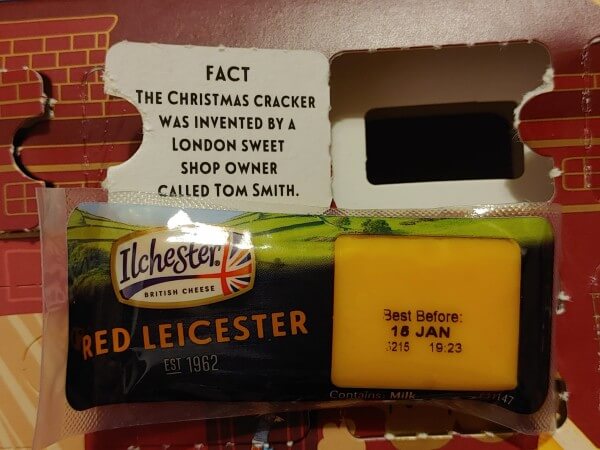 FACT
THE CHRISTMAS CRACKER
WAS INVENTED BY A
LONDON SWEET
SHOP OWNER
CALLED TOM SMITH.
Ilchester
BRITISH CHEESE
RED LEICESTER
EST 1962
Best Before:
15 JAN
19:23
Contains: Milk